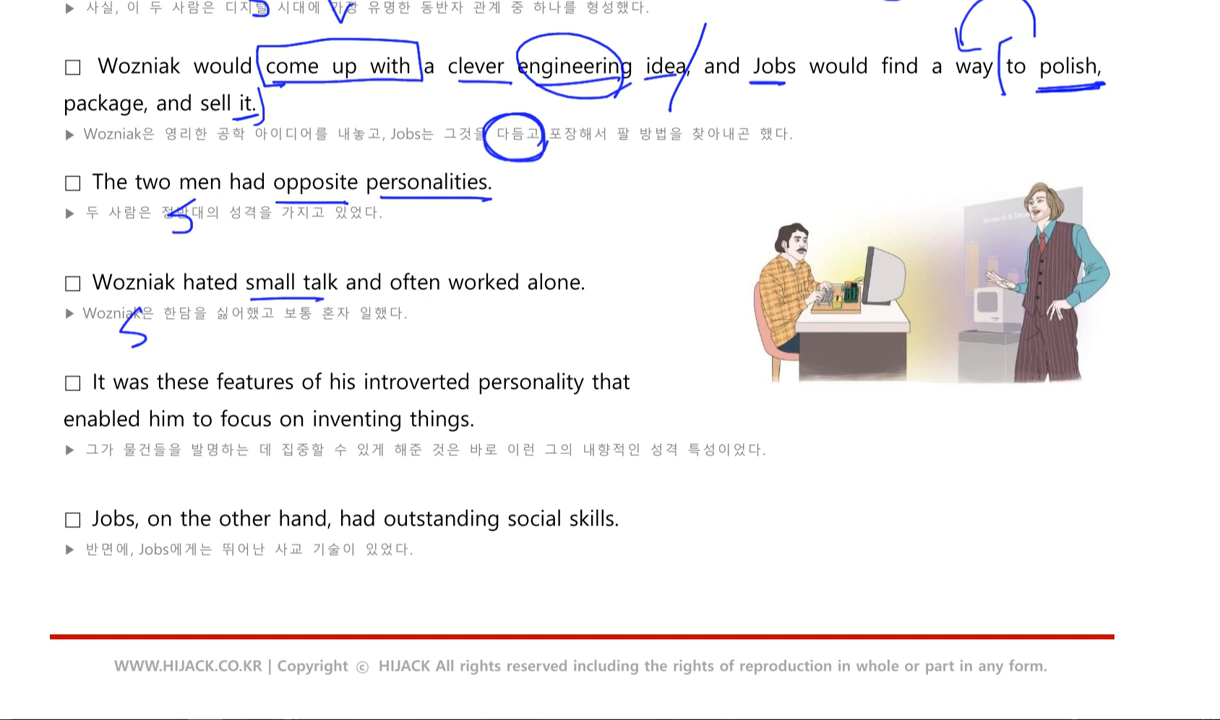 ▶ 사실, 이 두 사람은 디지털 시대에 가장 유명한 동반자 관계 중 하나를 형성했다.
□ Wozniak would come up with a clever engineering idea, and Jobs would find a way to polish,
package, and sell it.
▶ Wozniak은 영리한 공학 아이디어를 내놓고, Jobs는 그것을 다듬고 포장해서 팔 방법을 찾아내곤 했다.
□ The two men had opposite personalities.
▶ 두 사람은 정반대의 성격을 가지고 있었다.
□ Wozniak hated small talk and often worked alone.
▶ Wozniak은 한담을 싫어했고 보통 혼자 일했다.
□ It was these features of his introverted personality that
enabled him to focus on inventing things.
▶ 그가 물건들을 발명하는 데 집중할 수 있게 해준 것은 바로 이런 그의 내향적인 성격 특성이었다.
□ Jobs, on the other hand, had outstanding social skills.
▶ 반면에, Jobs에게는 뛰어난 사교 기술이 있었다.
WWW.HIJACK.CO.KR | Copyright ⓒ HIJACK All rights reserved including the rights of reproduction in whole or part in any form.